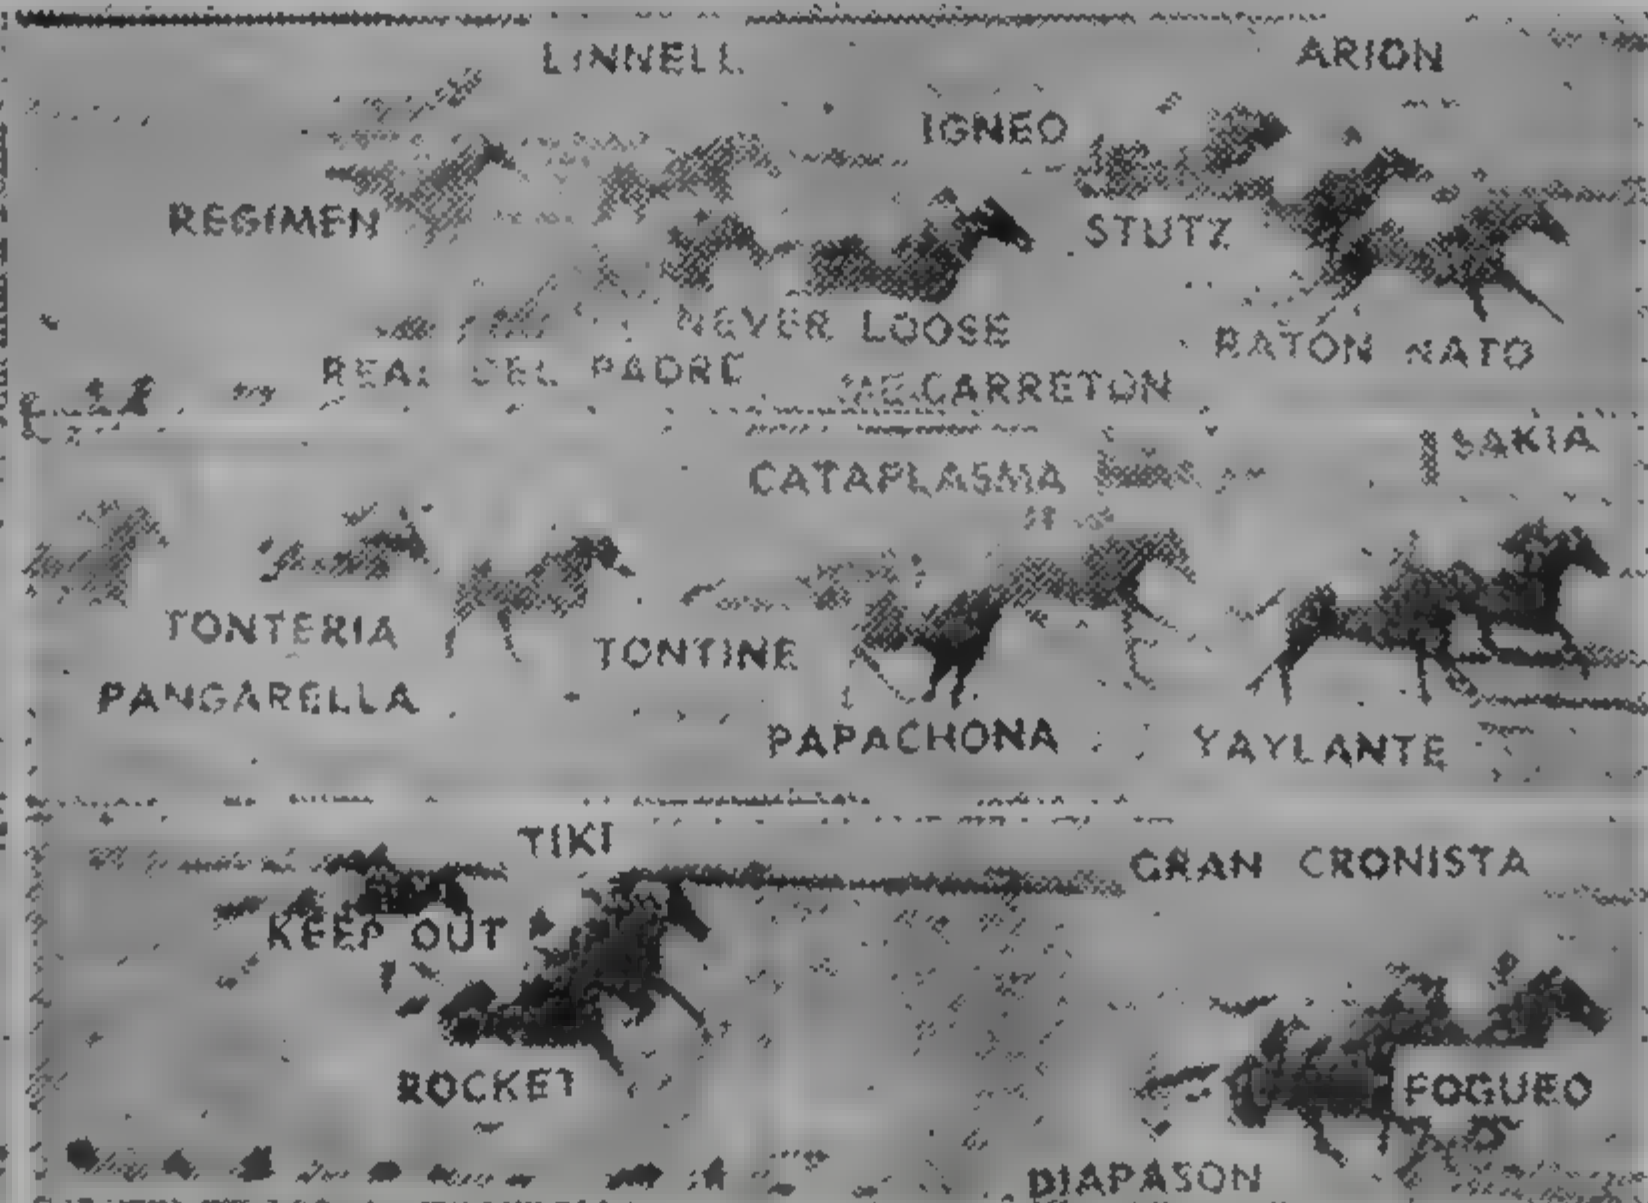 LINNELL
ARION
IGNEO
REGIMEN
STUTZ
NEVER LOOSE
RATON NATO
REAL DEL PADRE
CARRETON
SAKIA
CATAPLASMA
TONTERIA
TONTINE
PANGARELLA
PAPACHONA
YAYLANTE
TIKI
GRAN CRONISTA
KEEP OUT
ROCKET
FOGUEO
DIAPASON